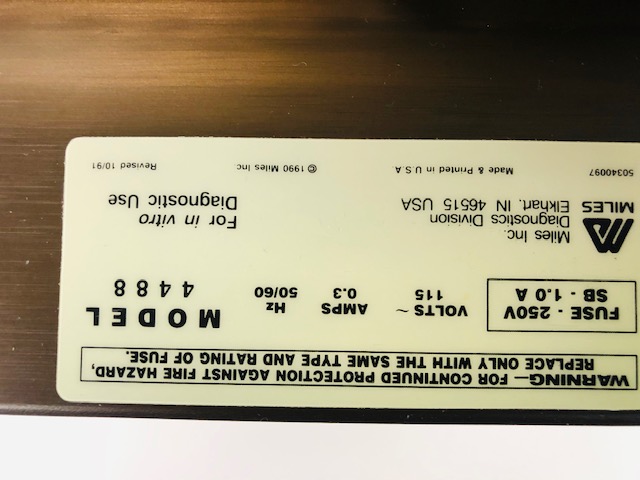 WARNING—FOR CONTINUED PROTECTION AGAINST FIRE HAZARD,
REPLACE ONLY WITH THE SAME TYPE AND RATING OF FUSE.
FUSE - 250V
SB - 1.0 A
VOLTS ~
115
AMPS
0.3
Hz
50/60
MODEL
4488
MILES
Miles Inc.
Diagnostics Division
Elkhart, IN 46515 USA
For in vitro
Diagnostic Use
50340097
Made & Printed in U.S.A
© 1990 Miles Inc
Revised 10/91